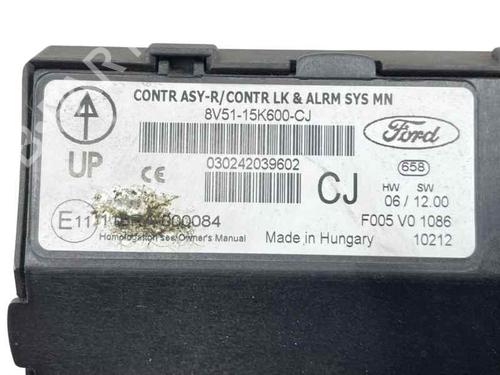 CONTR ASY-R/CONTR LK & ALRM SYS MN
8V51-15K600-CJ
Ford
UP
CE
030242039602
658
CJ
HW SW
06 / 12.00
000084
F005 V0 1086
Homologation see Owner's Manual
Made in Hungary
10212